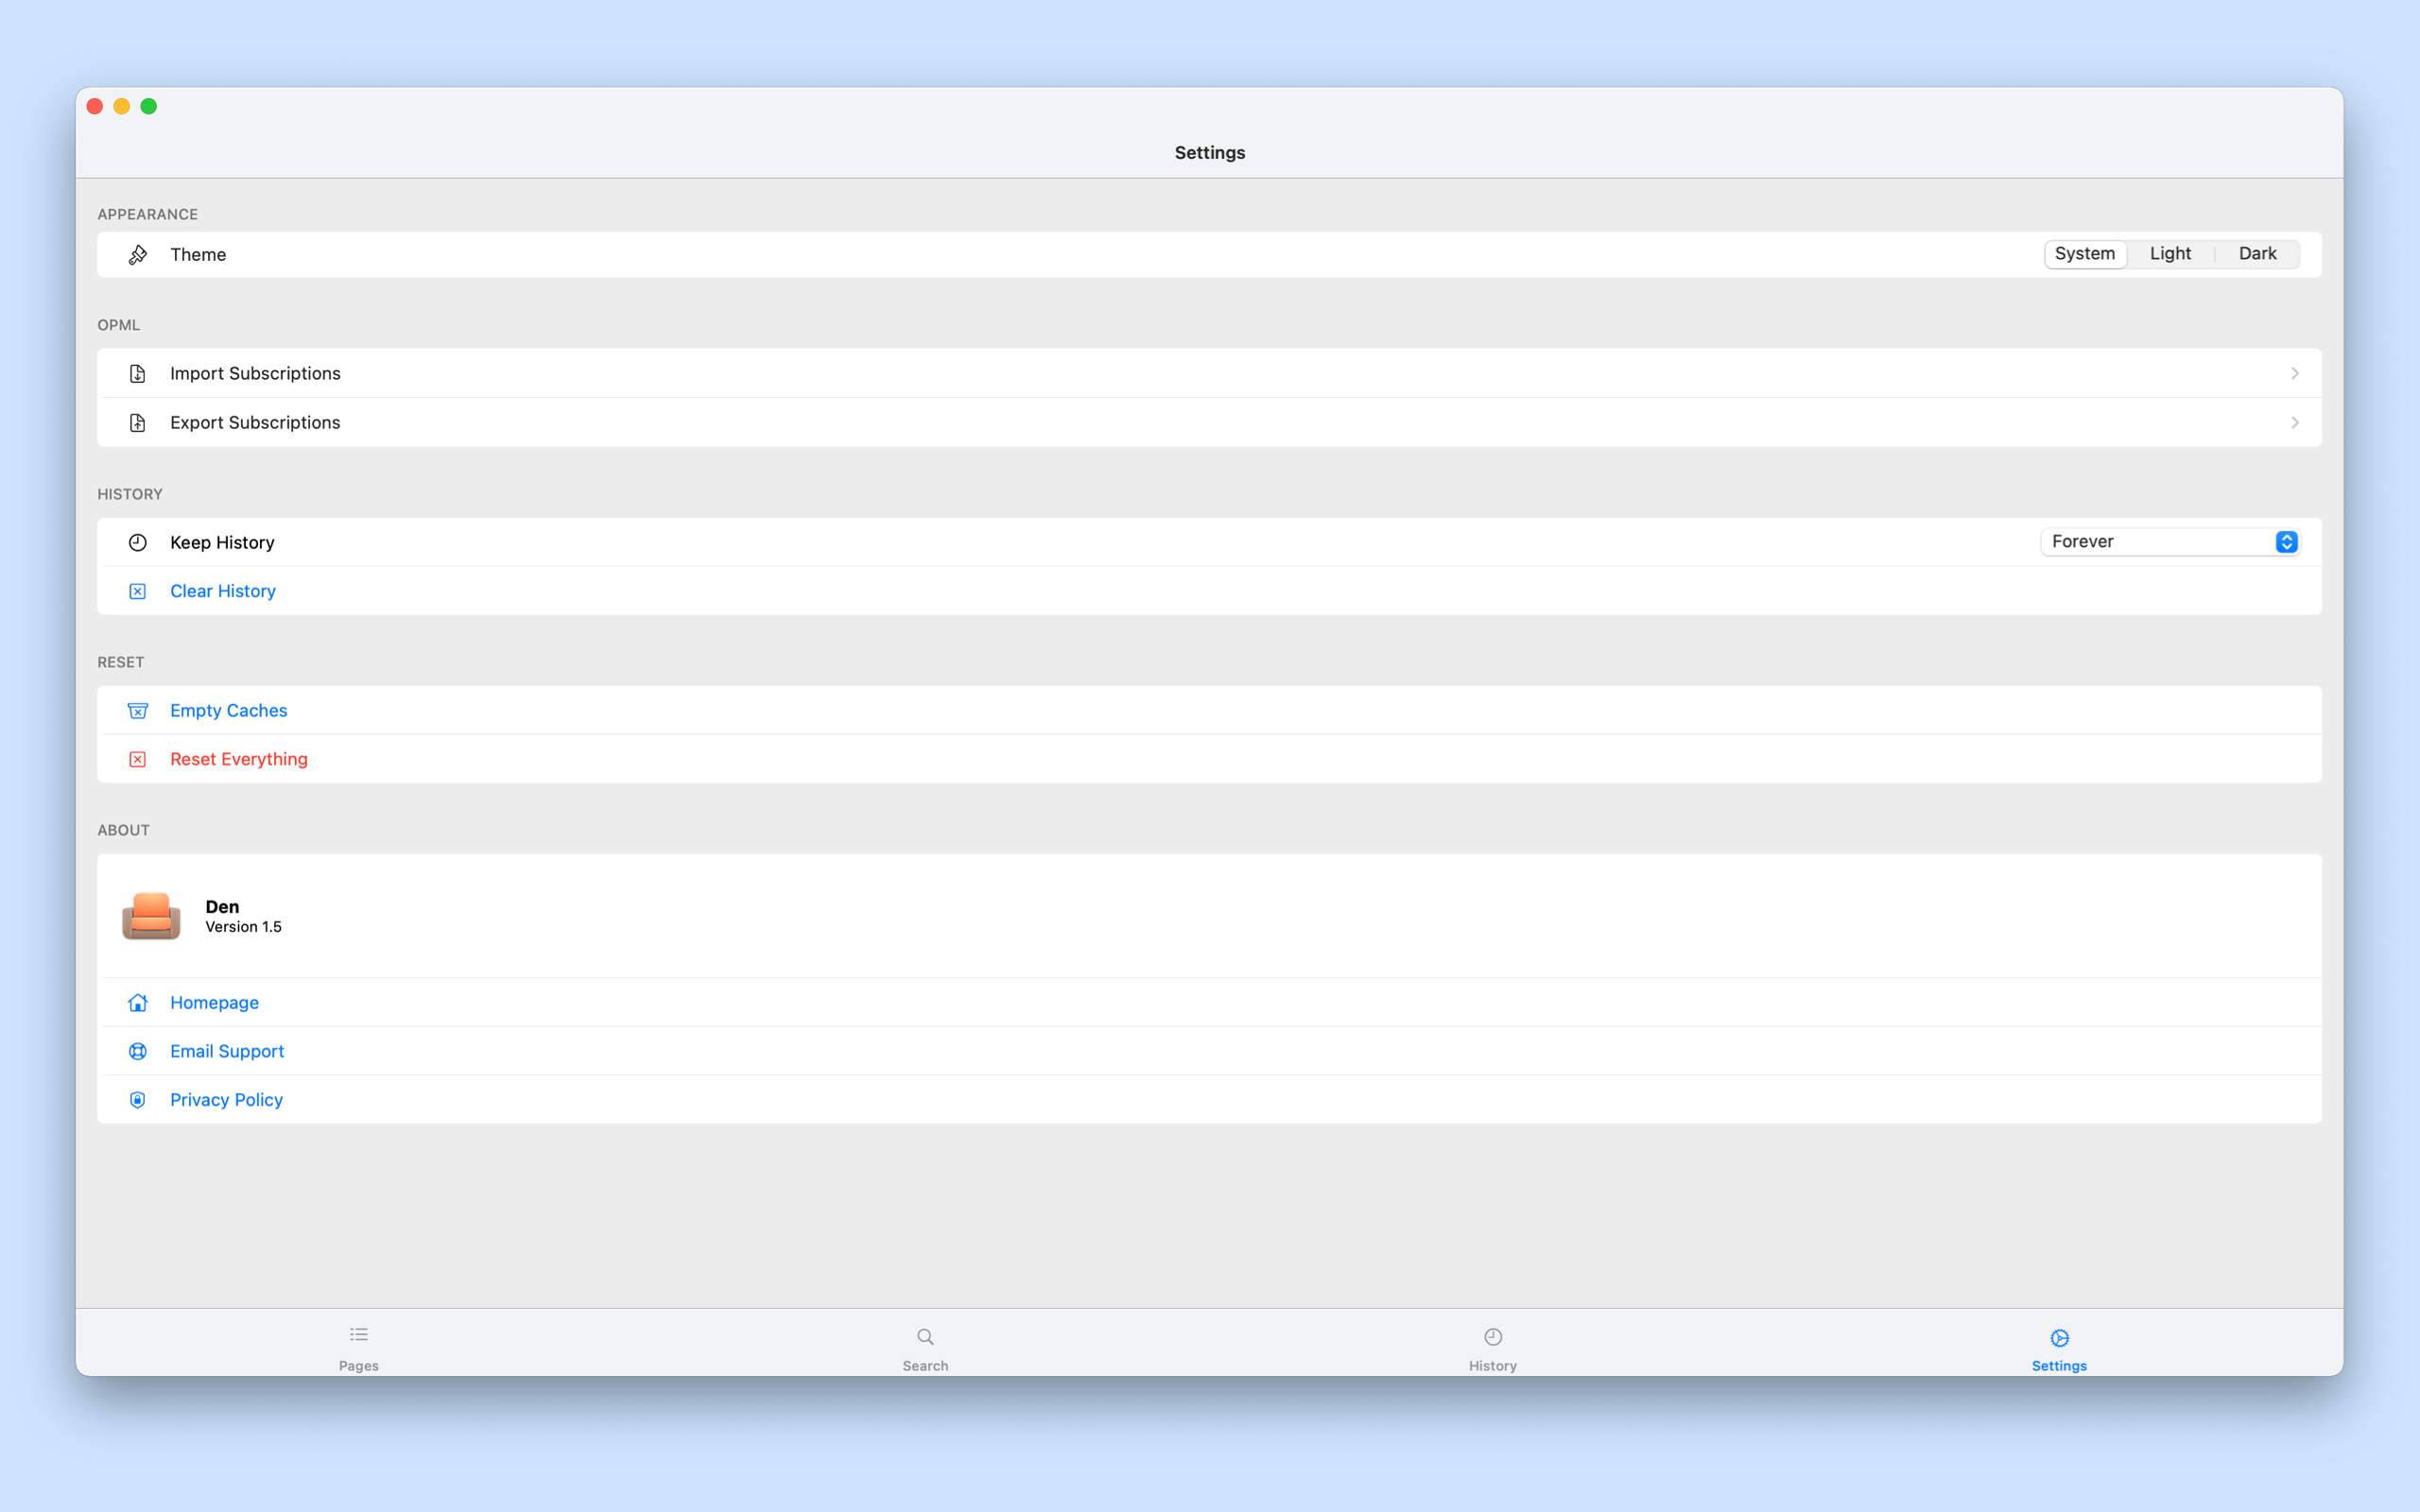 Settings
APPEARANCE
Theme System Light Dark
OPML
Import Subscriptions
Export Subscriptions
HISTORY
Keep History Forever
Clear History
RESET
Empty Caches
Reset Everything
ABOUT
Den
Version 1.5
Homepage
Email Support
Privacy Policy
Pages Search History Settings